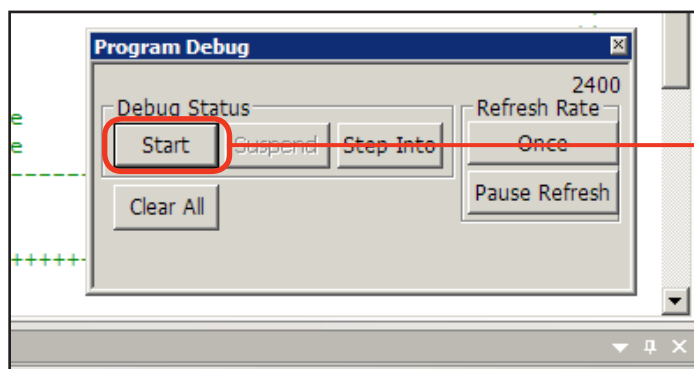 Program Debug
2400
Debug Status
Refresh Rate
e
e
Start Suspend Step Into Once
------
Clear All
Pause Refresh
+++++